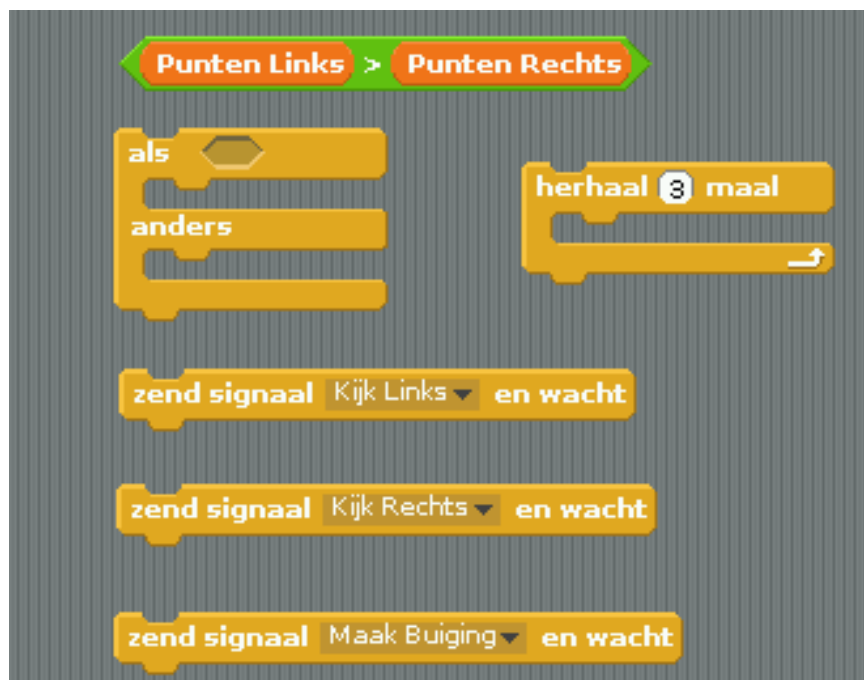 Punten Links > Punten Rechts
als
herhaal 3 maal
anders
zend signaal Kijk Links en wacht
zend signaal Kijk Rechts en wacht
zend signaal Maak Buiging en wacht